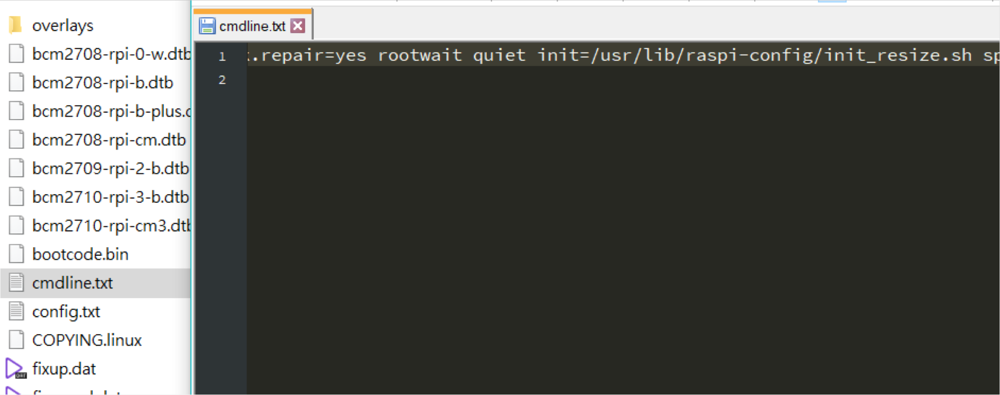 overlays
bcm2708-rpi-0-w.dtb
bcm2708-rpi-b.dtb
bcm2708-rpi-b-plus.d
bcm2708-rpi-cm.dtb
bcm2709-rpi-2-b.dtb
bcm2710-rpi-3-b.dtb
bcm2710-rpi-cm3.dtb
bootcode.bin
cmdline.txt
config.txt
COPYING.linux
fixup.dat
cmdline.txt
1 .repair=yes rootwait quiet init=/usr/lib/raspi-config/init_resize.sh sp
2